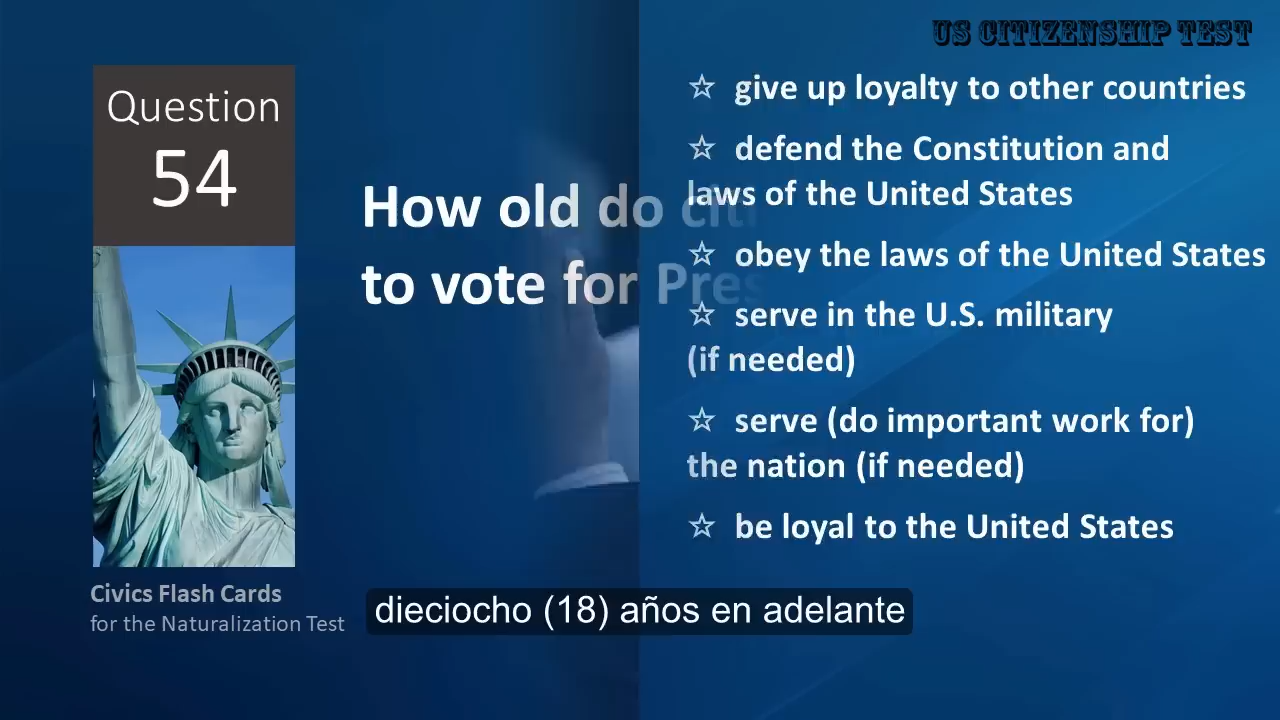 US CITIZENSHIP TEST
Question
54
How old do citi
to vote for Pres
☆ give up loyalty to other countries
☆ defend the Constitution and
laws of the United States
☆ obey the laws of the United States
☆ serve in the U.S. military
(if needed)
☆ serve (do important work for)
the nation (if needed)
☆ be loyal to the United States
Civics Flash Cards
for the Naturalization Test
dieciocho (18) años en adelante